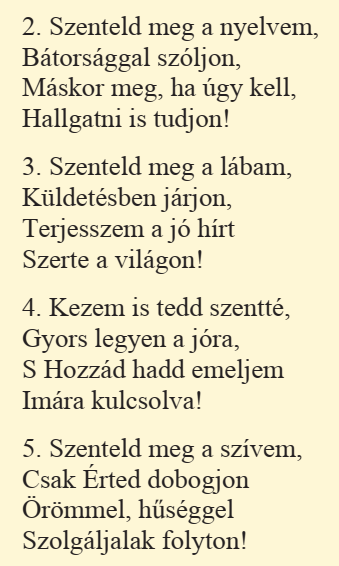 2. Szenteld meg a nyelvem,
Bátorsággal szóljon,
Máskor meg, ha úgy kell,
Hallgatni is tudjon!
3. Szenteld meg a lábam,
Küldetésben járjon,
Terjesszem a jó hírt
Szerte a világon!
4. Kezem is tedd szentté,
Gyors legyen a jóra,
S Hozzád hadd emeljem
Imára kulcsolva!
5. Szenteld meg a szívem,
Csak Érted dobogjon
Örömmel, hűséggel
Szolgáljalak folyton!